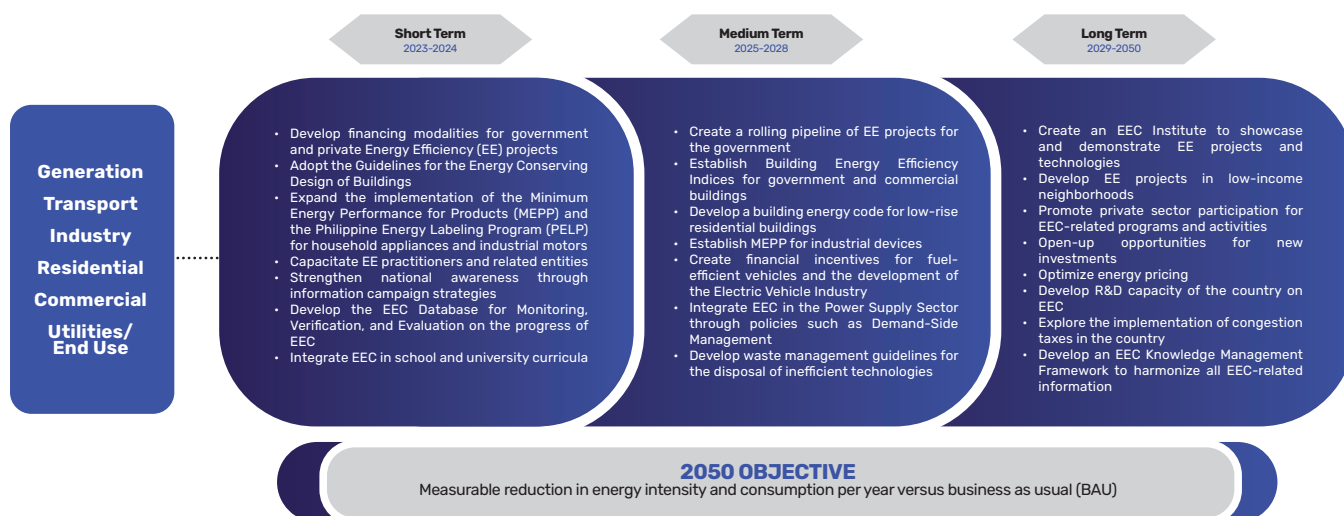 Short Term
2023-2024
Medium Term
2025-2028
Long Term
2029-2050
Generation
Transport
Industry
Residential
Commercial
Utilities/
End Use
• Develop financing modalities for government
and private Energy Efficiency (EE) projects
• Adopt the Guidelines for the Energy Conserving
Design of Buildings
• Expand the implementation of the Minimum
Energy Performance for Products (MEPP) and
the Philippine Energy Labeling Program (PELP)
for household appliances and industrial motors
• Capacitate EE practitioners and related entities
• Strengthen national awareness through
information campaign strategies
• Develop the EEC Database for Monitoring,
Verification, and Evaluation on the progress of
EEC
• Integrate EEC in school and university curricula
• Create a rolling pipeline of EE projects for
the government
• Establish Building Energy Efficiency
Indices for government and commercial
buildings
• Develop a building energy code for low-rise
residential buildings
• Establish MEPP for industrial devices
• Create financial incentives for fuel-
efficient vehicles and the development of
the Electric Vehicle Industry
• Integrate EEC in the Power Supply Sector
through policies such as Demand-Side
Management
• Develop waste management guidelines for
the disposal of inefficient technologies
• Create an EEC Institute to showcase
and demonstrate EE projects and
technologies
• Develop EE projects in low-income
neighborhoods
• Promote private sector participation for
EEC-related programs and activities
• Open-up opportunities for new
investments
• Optimize energy pricing
• Develop R&D capacity of the country on
EEC
• Explore the implementation of congestion
taxes in the country
• Develop an EEC Knowledge Management
Framework to harmonize all EEC-related
information
2050 OBJECTIVE
Measurable reduction in energy intensity and consumption per year versus business as usual (BAU)